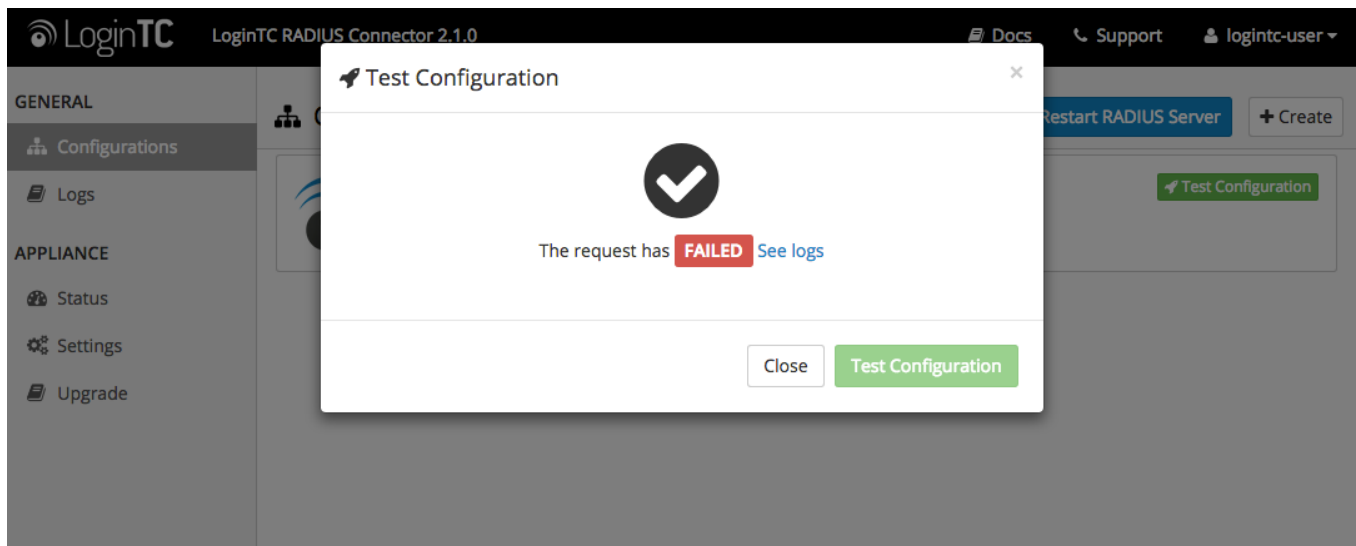 LoginTC LoginTC RADIUS Connector 2.1.0 Docs Support logintc-user
Test Configuration ×
GENERAL
Restart RADIUS Server Create
Configurations
Test Configuration
Logs
APPLIANCE
The request has FAILED See logs
Status
Settings
Close Test Configuration
Upgrade